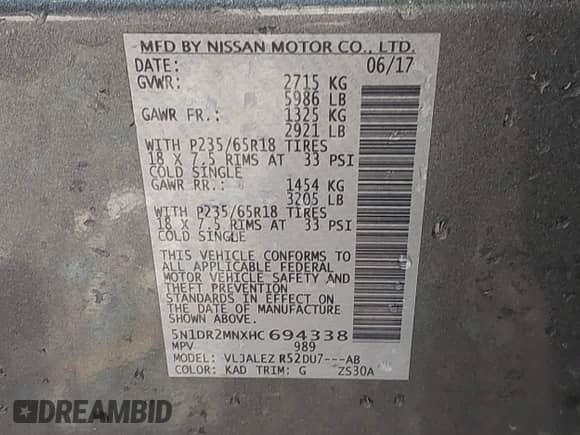 MFD BY NISSAN MOTOR CO., LTD.
DATE: 06/17
GVWR: 2715 KG
5986 LB
GAWR FR.: 1325 KG
2921 LB
WITH P235/65R18 TIRES
18 X 7.5 RIMS AT 33 PSI
COLD SINGLE
GAWR RR.: 1454 KG
3205 LB
WITH P235/65R18 TIRES
18 X 7.5 RIMS AT 33 PSI
COLD SINGLE
THIS VEHICLE CONFORMS TO
ALL APPLICABLE FEDERAL
MOTOR VEHICLE SAFETY AND
THEFT PREVENTION
STANDARDS IN EFFECT ON
THE DATE OF MANUFACTURE
SHOWN ABOVE.
5N1DR2MNXHC694338
MPV 989
MODEL: VLJALEZ R52DU7---AB
COLOR: KAD TRIM: G ZS30A
DREAMBID